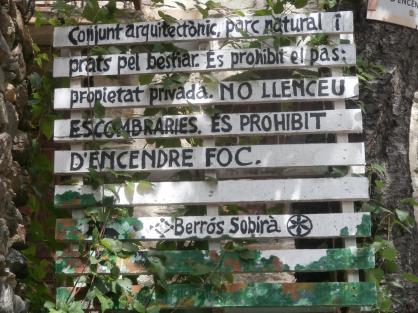 Conjunt arquitectònic, parc natural i
prats pel bestiar. És prohibit el pas:
propietat privada. NO LLENCEU
ESCOMBRARIES. ÉS PROHIBIT
D'ENCENDRE FOC.
Berrós Sobirà